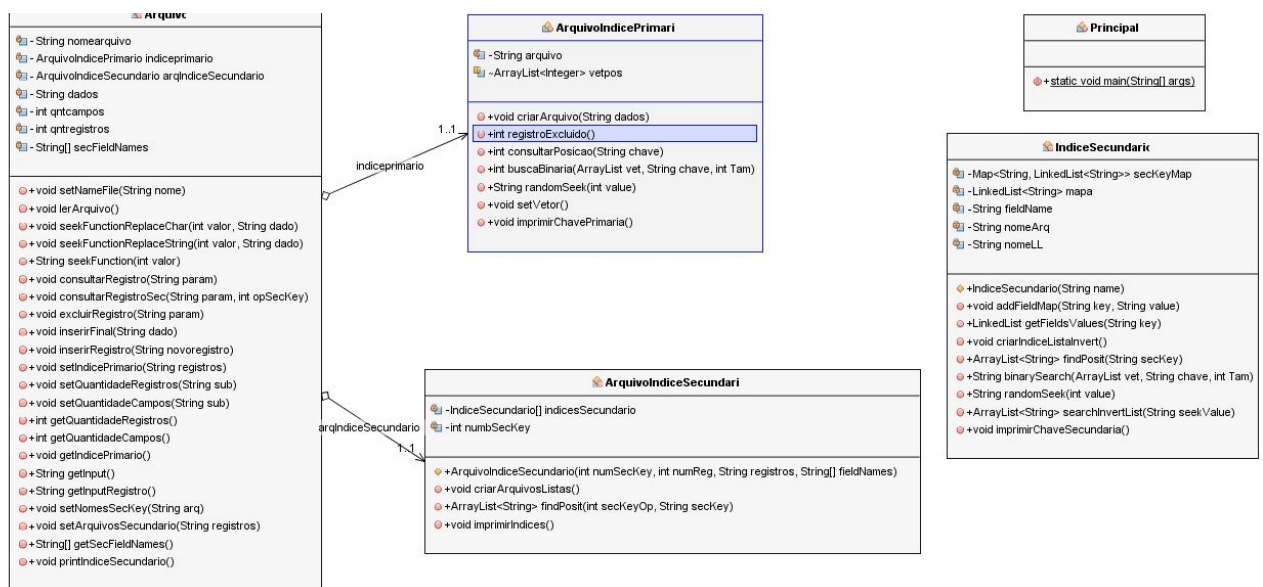 Arquivo
- String nomearquivo
- ArquivoIndicePrimario indiceprimario
- ArquivoIndiceSecundario arqIndiceSecundario
- String dados
- int qntcampos
- int qntregistros
- String[] secFieldNames
+void setNameFile(String nome)
+void lerArquivo()
+void seekFunctionReplaceChar(int valor, String dado)
+void seekFunctionReplaceString(int valor, String dado)
+String seekFunction(int valor)
+void consultarRegistro(String param)
+void consultarRegistroSec(String param, int opSecKey)
+void excluirRegistro(String param)
+void inserirFinal(String dado)
+void inserirRegistro(String novoregistro)
+void setIndicePrimario(String registros)
+void setQuantidadeRegistros(String sub)
+void setQuantidadeCampos(String sub)
+int getQuantidadeRegistros()
+int getQuantidadeCampos()
+void getIndicePrimario()
+String getInput()
+String getInputRegistro()
+void setNomesSecKey(String arq)
+void setArquivosSecundario(String registros)
+String[] getSecFieldNames()
+void printIndiceSecundario()
indiceprimario
1..1
arqIndiceSecundario
1..1
ArquivoIndicePrimari
-String arquivo
~ArrayList<Integer> vetpos
+void criarArquivo(String dados)
+int registroExcluido()
+int consultarPosicao(String chave)
+int buscaBinaria(ArrayList vet, String chave, int Tam)
+String randomSeek(int value)
+void setVetor()
+void imprimirChavePrimaria()
ArquivoIndiceSecundari
-IndiceSecundario[] indicesSecundario
-int numbSecKey
+ArquivoIndiceSecundario(int numSecKey, int numReg, String registros, String[] fieldNames)
+void criarArquivosListas()
+ArrayList<String> findPosit(int secKeyOp, String secKey)
+void imprimirIndices()
Principal
+static void main(String[] args)
IndiceSecundario
-Map<String, LinkedList<String>> secKeyMap
-LinkedList<String> mapa
-String fieldName
-String nomeArq
-String nomeLL
+IndiceSecundario(String name)
+void addFieldMap(String key, String value)
+LinkedList getFieldsValues(String key)
+void criarIndiceListaInvert()
+ArrayList<String> findPosit(String secKey)
+String binarySearch(ArrayList vet, String chave, int Tam)
+String randomSeek(int value)
+ArrayList<String> searchInvertList(String seekValue)
+void imprimirChaveSecundaria()